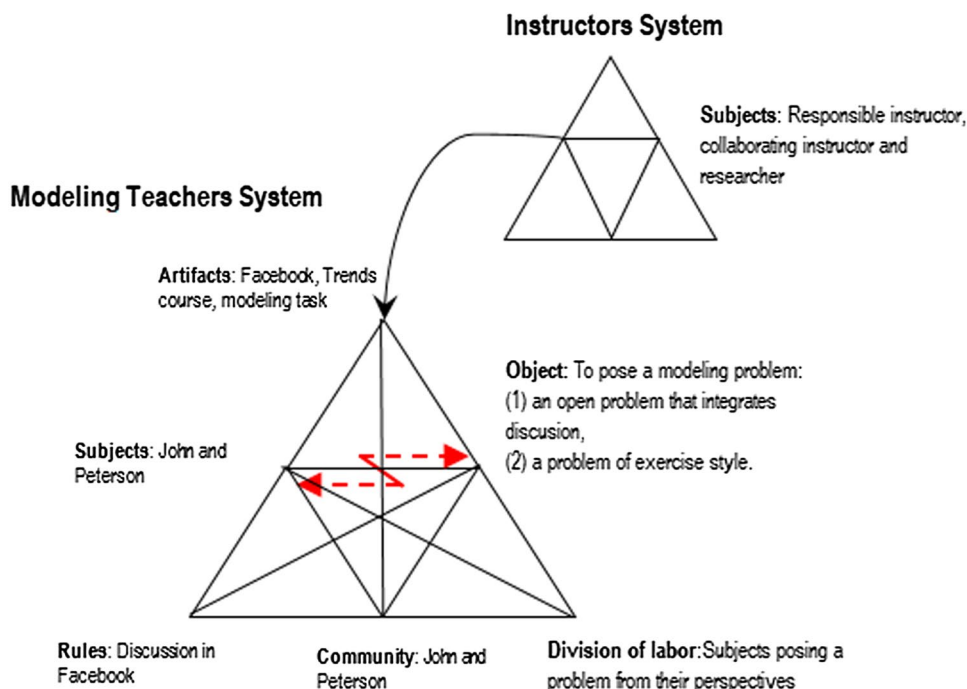 Instructors System
Subjects: Responsible instructor,
collaborating instructor and
researcher
Modeling Teachers System
Artifacts: Facebook, Trends
course, modeling task
Object: To pose a modeling problem:
(1) an open problem that integrates
discusion,
(2) a problem of exercise style.
Subjects: John and
Peterson
Rules: Discussion in
Facebook
Community: John and
Peterson
Division of labor:Subjects posing a
problem from their perspectives